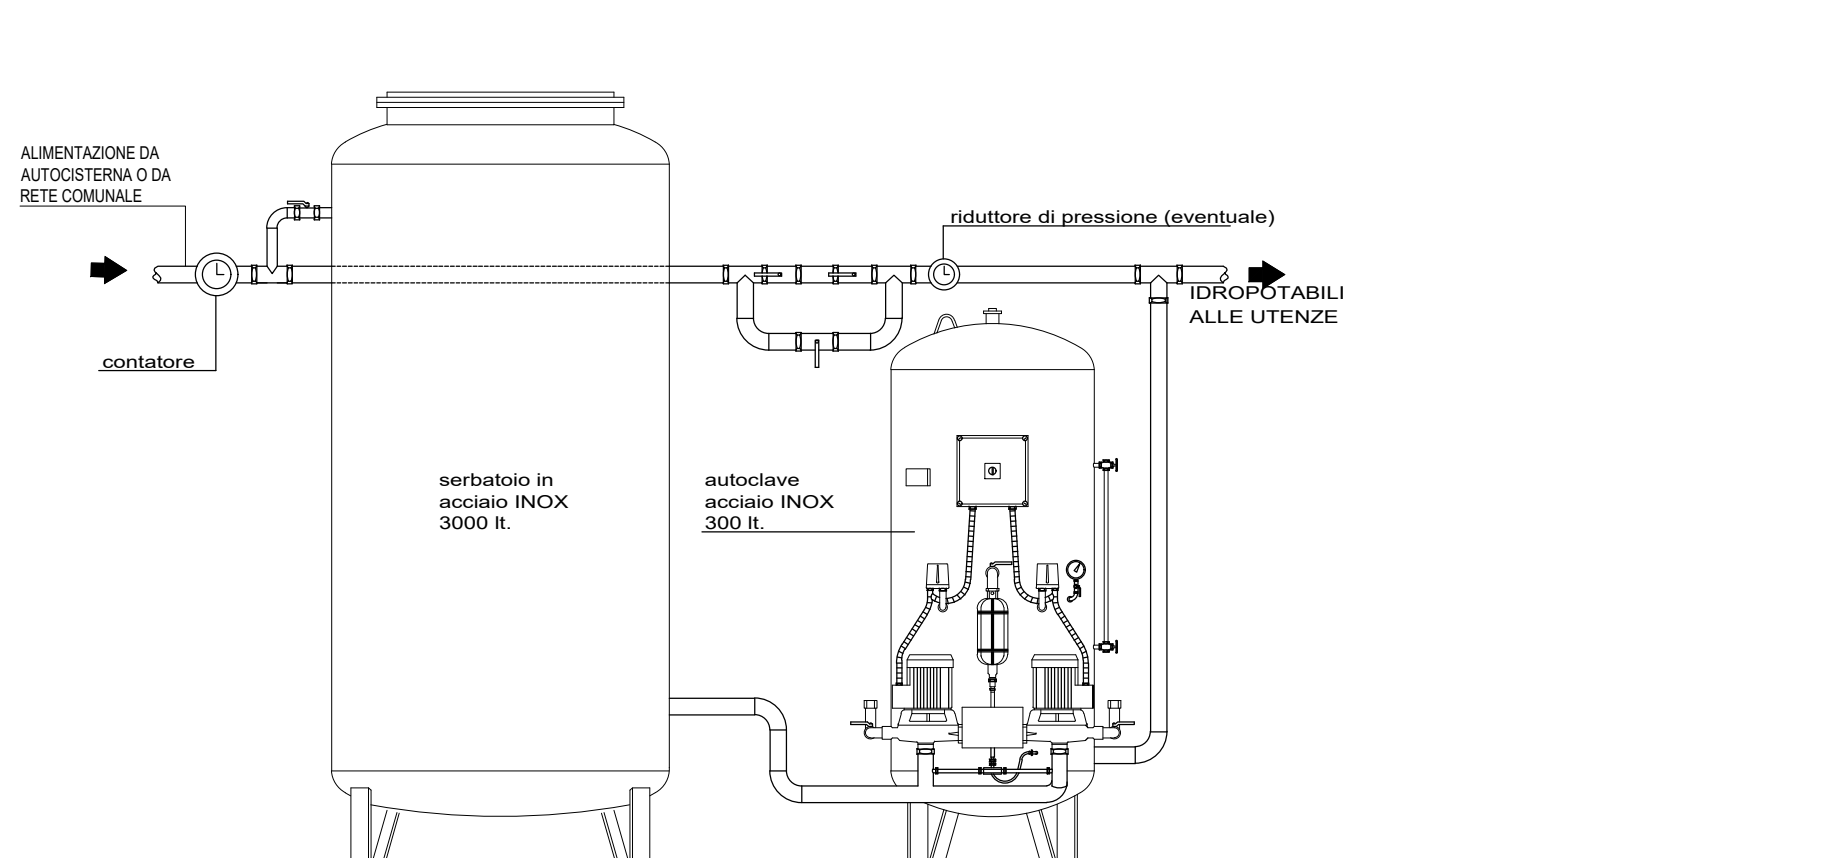 ALIMENTAZIONE DA
AUTOCISTERNA O DA
RETE COMUNALE
riduttore di pressione (eventuale)
IDROPOTABILI
ALLE UTENZE
contatore
serbatoio in
acciaio INOX
3000 lt.
autoclave
acciaio INOX
300 lt.